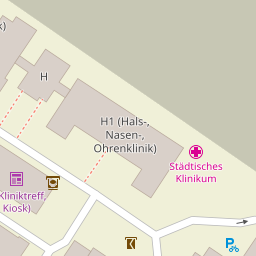 k)
H
H1 (Hals-,
Nasen-,
Ohrenklinik)
Städtisches
Klinikum
Kliniktreff,
Kiosk)